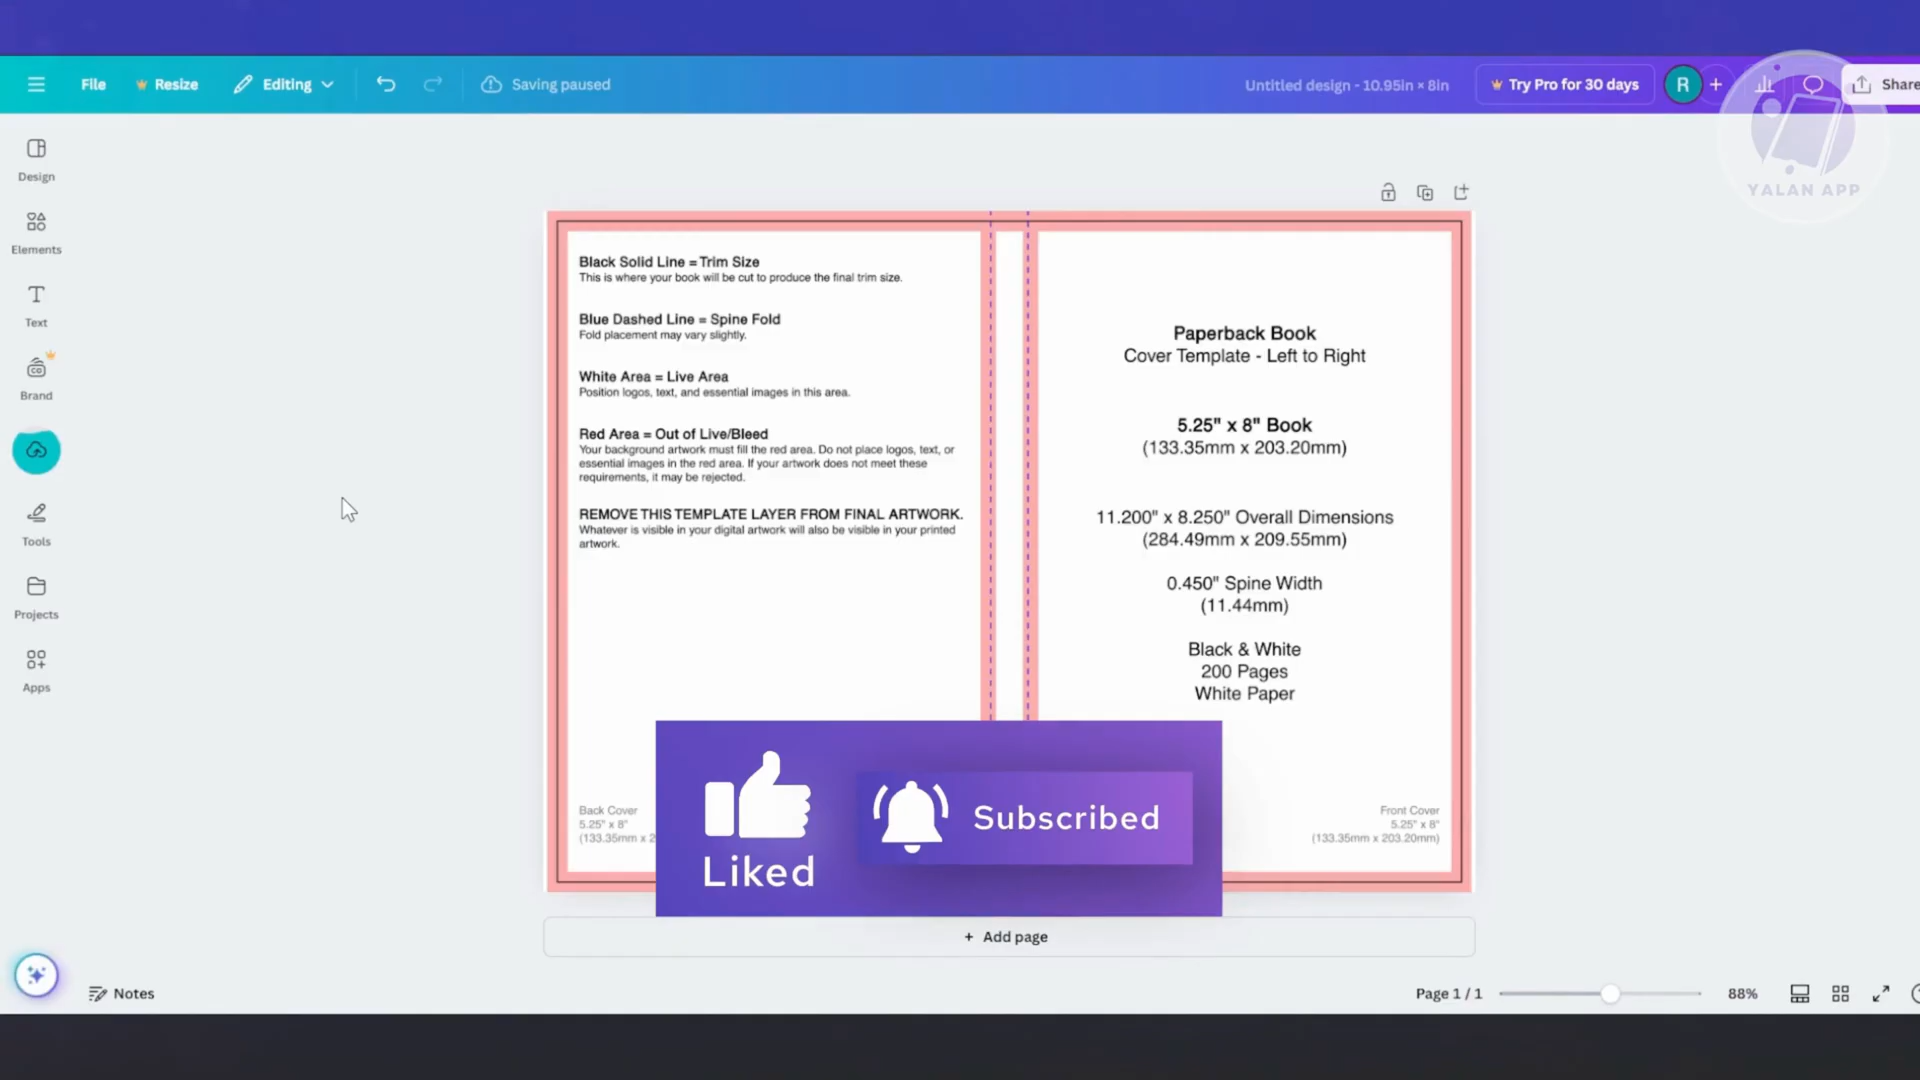 File
Resize
Editing
Saving paused
Untitled design - 10.95in × 8in
Try Pro for 30 days
R
+
Share
YALAN APP
Design
Elements
Text
Brand
Tools
Projects
Apps
Black Solid Line = Trim Size
This is where your book will be cut to produce the final trim size.
Blue Dashed Line = Spine Fold
Fold placement may vary slightly.
White Area = Live Area
Position logos, text, and essential images in this area.
Red Area = Out of Live/Bleed
Your background artwork must fill the red area. Do not place logos, text, or
essential images in the red area. If your artwork does not meet these
requirements, it may be rejected.
REMOVE THIS TEMPLATE LAYER FROM FINAL ARTWORK.
Whatever is visible in your digital artwork will also be visible in your printed
artwork.
Back Cover
5.25" x 8"
(133.35mm x 2
Paperback Book
Cover Template - Left to Right
5.25" x 8" Book
(133.35mm x 203.20mm)
11.200" x 8.250" Overall Dimensions
(284.49mm x 209.55mm)
0.450" Spine Width
(11.44mm)
Black & White
200 Pages
White Paper
Front Cover
5.25" x 8"
(133.35mm x 203.20mm)
Liked
Subscribed
+ Add page
Notes
Page 1 / 1
88%